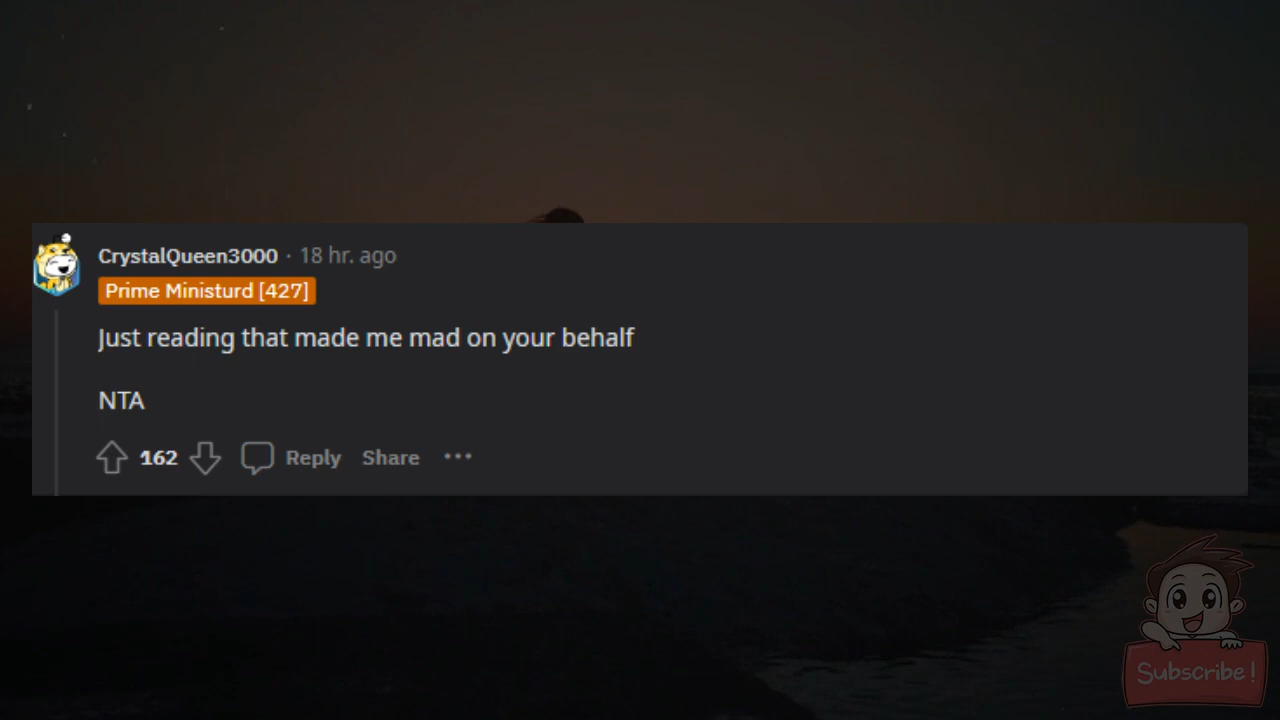 CrystalQueen3000 · 18 hr. ago
Prime Ministurd [427]
Just reading that made me mad on your behalf
NTA
162 Reply Share ···
Subscribe!